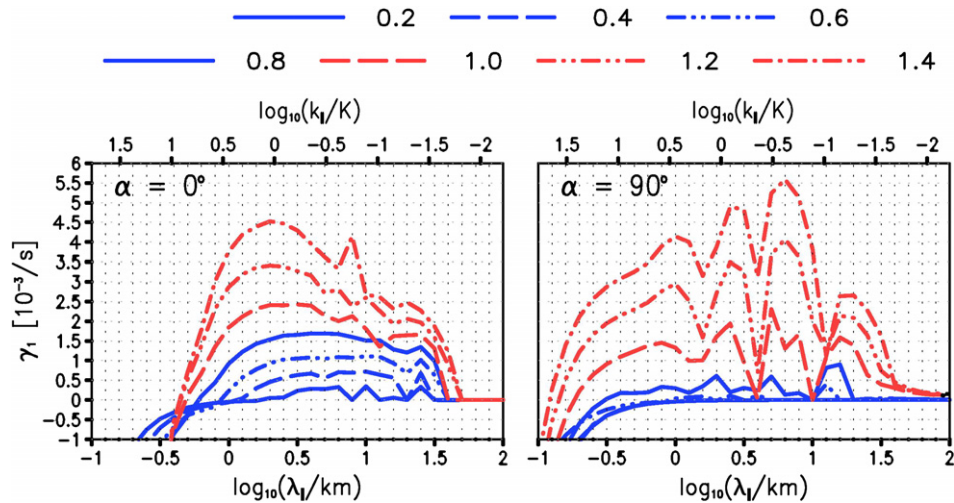 0.2 0.4 0.6
0.8 1.0 1.2 1.4
log₁₀(k∥/K) log₁₀(k∥/K)
1.5 1 0.5 0 -0.5 -1 -1.5 -2 1.5 1 0.5 0 -0.5 -1 -1.5 -2
α = 0° α = 90°
γ₁ [10⁻³/s]
6
5.5
5
4.5
4
3.5
3
2.5
2
1.5
1
0.5
0
-0.5
-1
-1 -0.5 0 0.5 1 1.5 2 -1 -0.5 0 0.5 1 1.5 2
log₁₀(λ∥/km) log₁₀(λ∥/km)